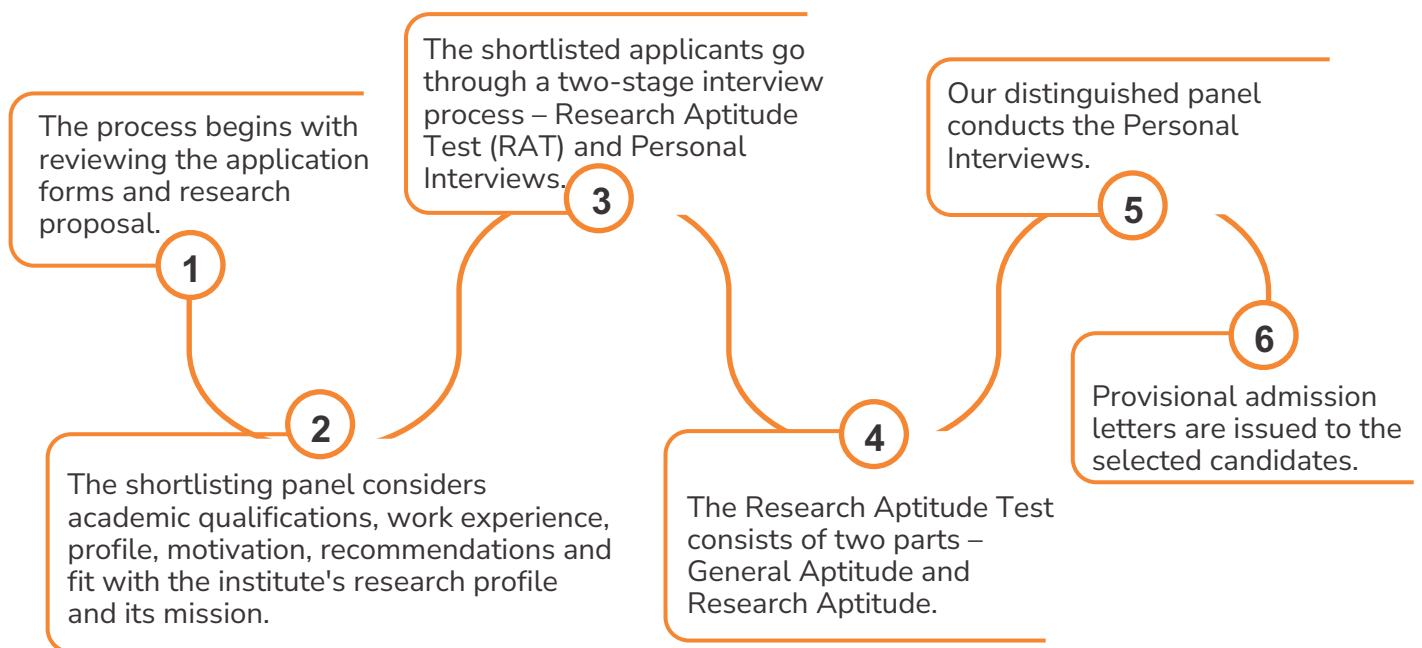 The process begins with
reviewing the application
forms and research
proposal.
1
2
The shortlisting panel considers
academic qualifications, work experience,
profile, motivation, recommendations and
fit with the institute's research profile
and its mission.
The shortlisted applicants go
through a two-stage interview
process – Research Aptitude
Test (RAT) and Personal
Interviews.
3
4
The Research Aptitude Test
consists of two parts –
General Aptitude and
Research Aptitude.
Our distinguished panel
conducts the Personal
Interviews.
5
6
Provisional admission
letters are issued to the
selected candidates.